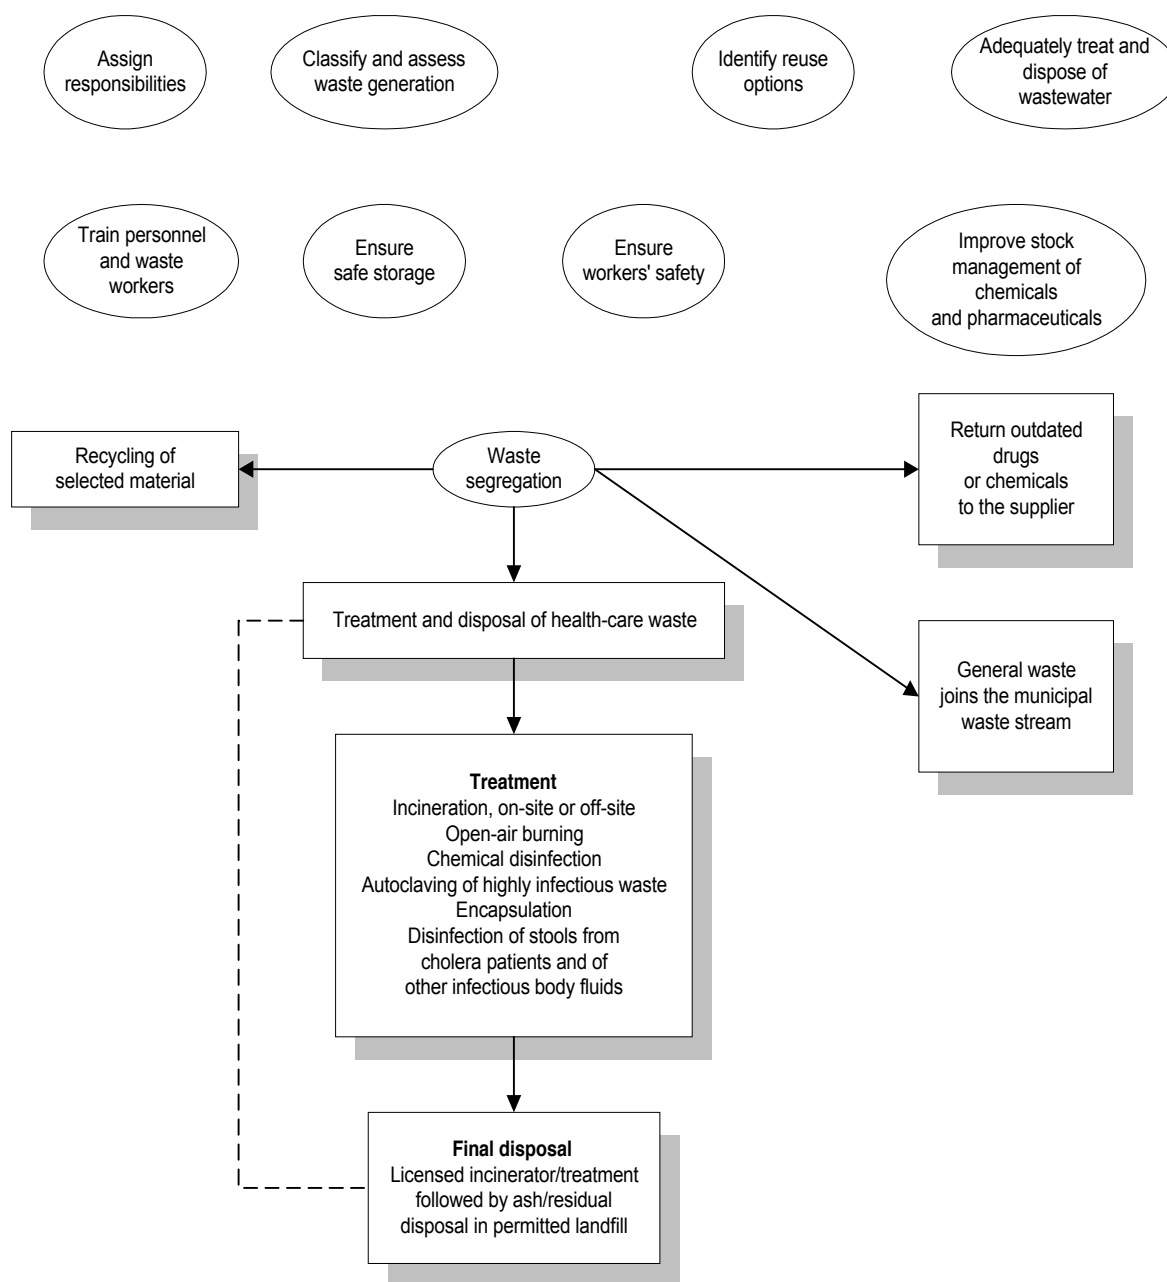 Assign
responsibilities
Classify and assess
waste generation
Identify reuse
options
Adequately treat and
dispose of
wastewater
Train personnel
and waste
workers
Ensure
safe storage
Ensure
workers' safety
Improve stock
management of
chemicals
and pharmaceuticals
Recycling of
selected material
Waste
segregation
Return outdated
drugs
or chemicals
to the supplier
Treatment and disposal of health-care waste
General waste
joins the municipal
waste stream
Treatment
Incineration, on-site or off-site
Open-air burning
Chemical disinfection
Autoclaving of highly infectious waste
Encapsulation
Disinfection of stools from
cholera patients and of
other infectious body fluids
Final disposal
Licensed incinerator/treatment
followed by ash/residual
disposal in permitted landfill